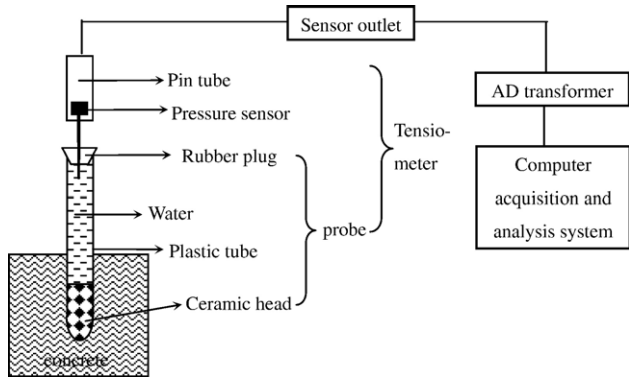 Sensor outlet
Pin tube
Pressure sensor
Rubber plug
Water
Plastic tube
Ceramic head
probe
Tensio-
meter
AD transformer
Computer
acquisition and
analysis system
concrete